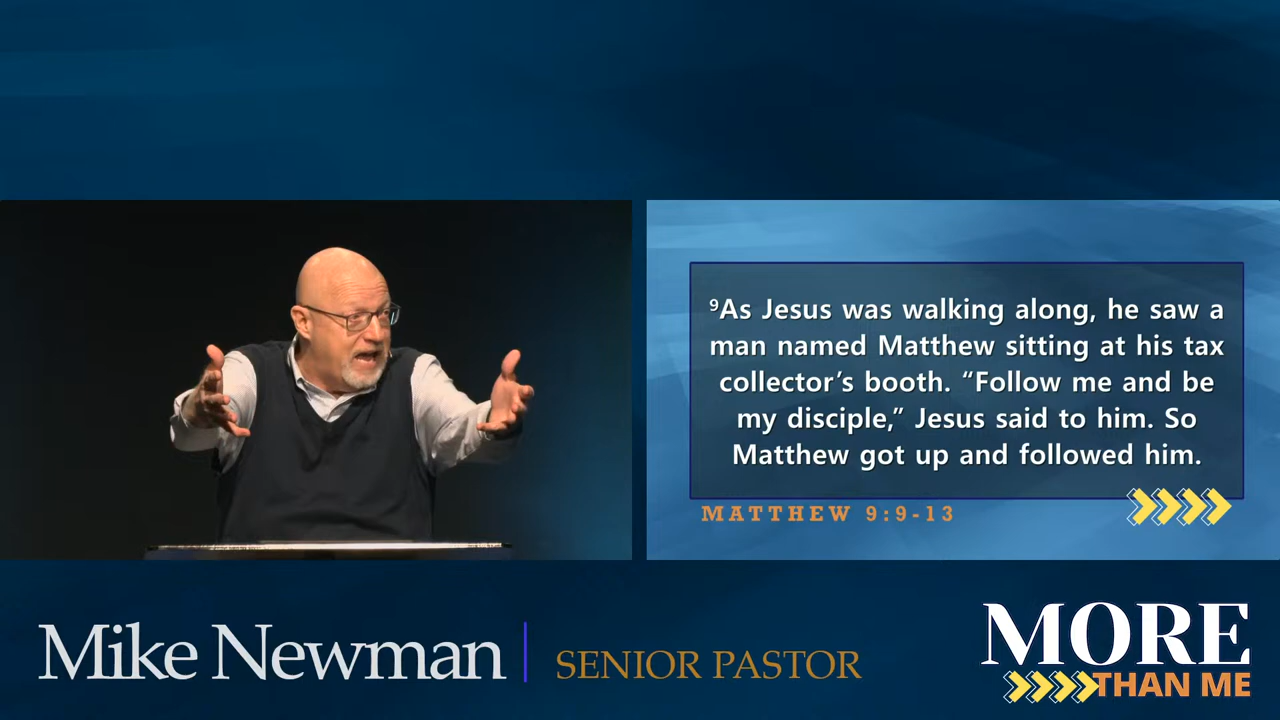 ⁹As Jesus was walking along, he saw a
man named Matthew sitting at his tax
collector’s booth. “Follow me and be
my disciple,” Jesus said to him. So
Matthew got up and followed him.
MATTHEW 9:9-13
Mike Newman | SENIOR PASTOR
MORE
THAN ME